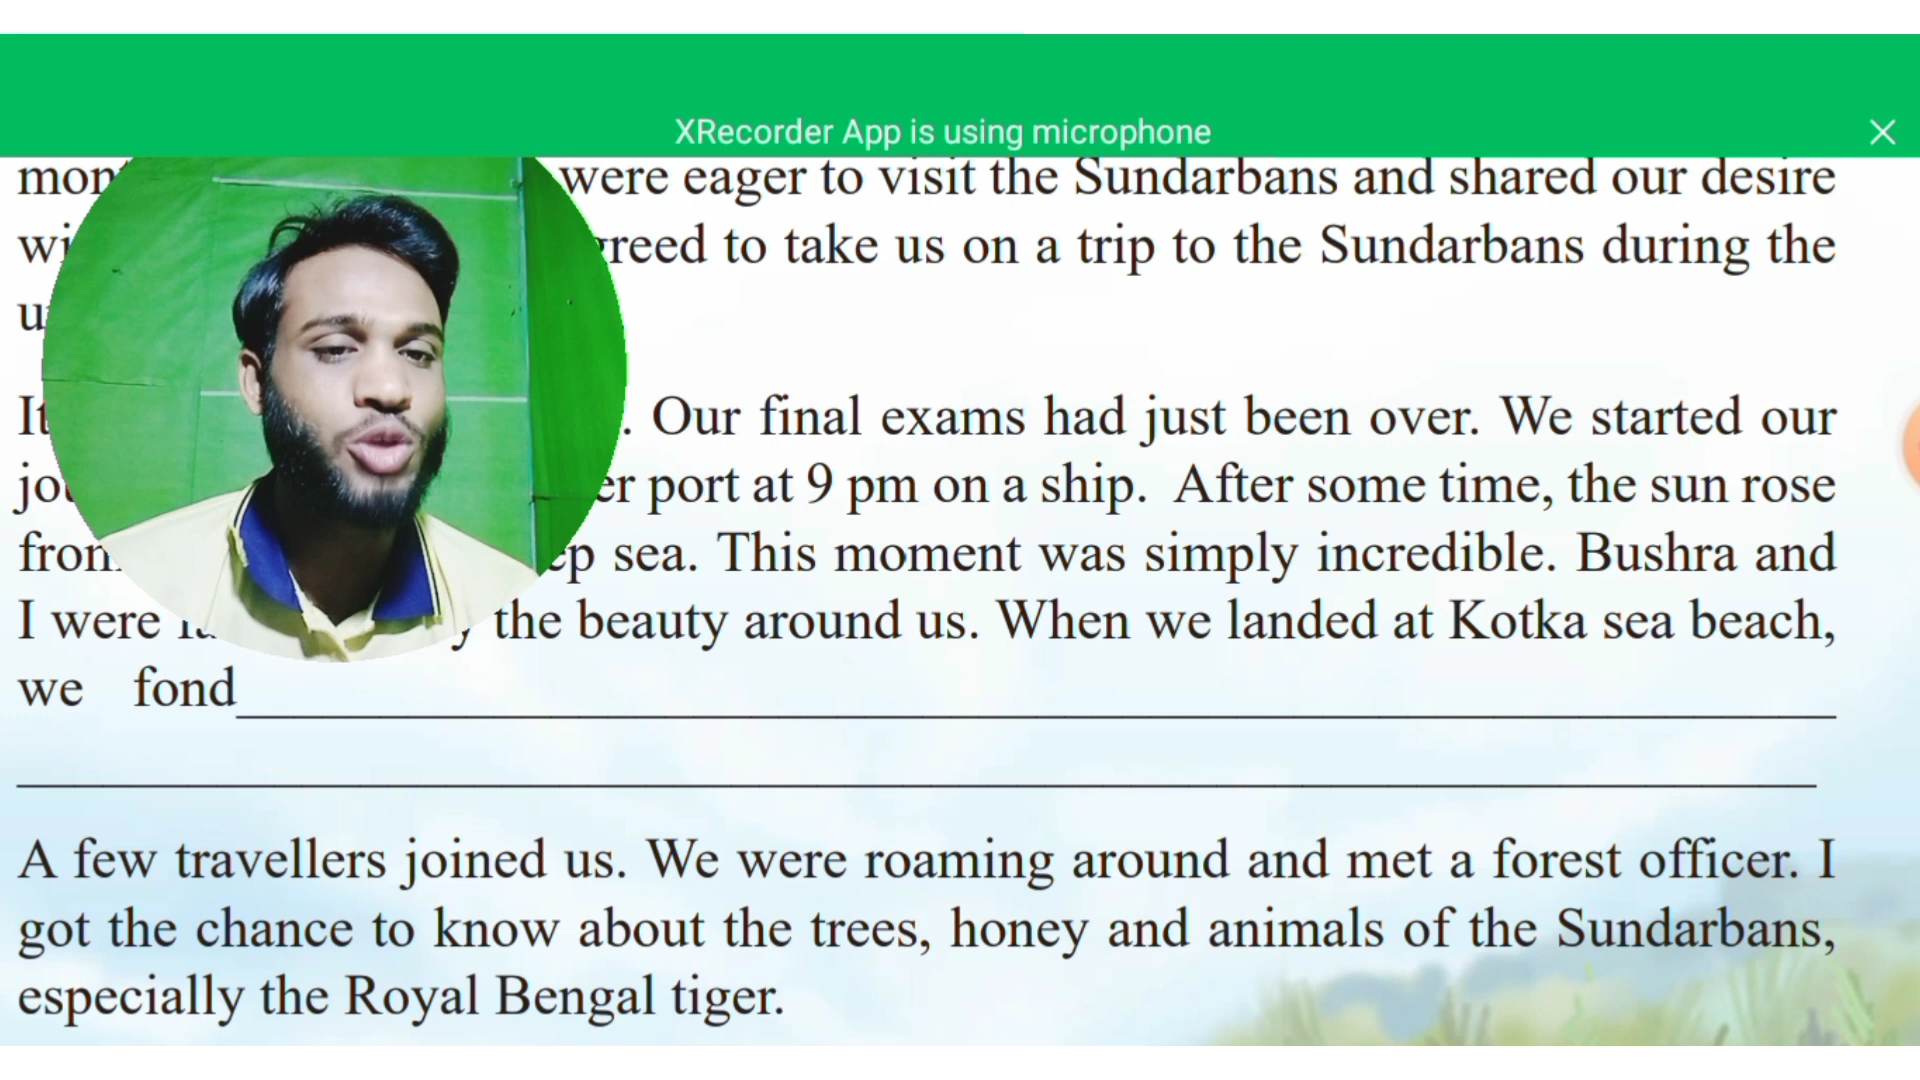 XRecorder App is using microphone
were eager to visit the Sundarbans and shared our desire
to take us on a trip to the Sundarbans during the
. Our final exams had just been over. We started our
port at 9 pm on a ship. After some time, the sun rose
sea. This moment was simply incredible. Bushra and
I were the beauty around us. When we landed at Kotka sea beach,
we fond
A few travellers joined us. We were roaming around and met a forest officer. I
got the chance to know about the trees, honey and animals of the Sundarbans,
especially the Royal Bengal tiger.